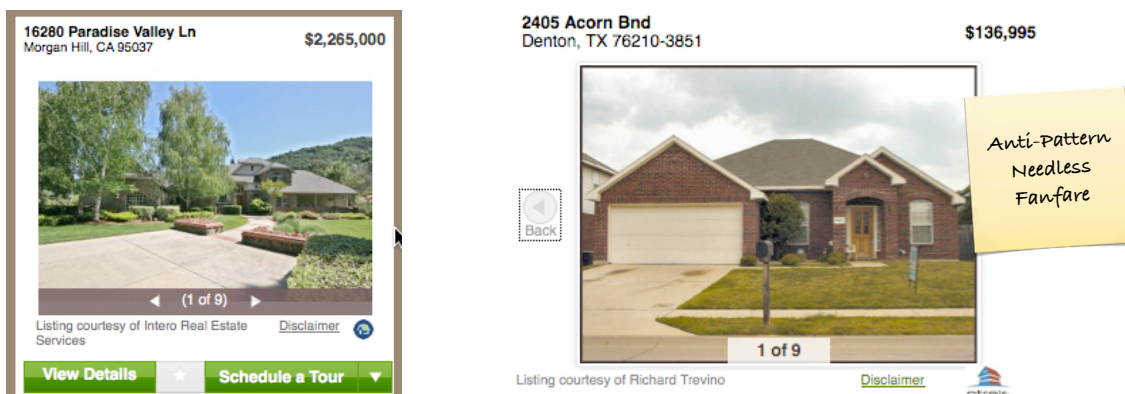 16280 Paradise Valley Ln
Morgan Hill, CA 95037
$2,265,000
(1 of 9)
Listing courtesy of Intero Real Estate
Services
Disclaimer
View Details
Schedule a Tour
2405 Acorn Bnd
Denton, TX 76210-3851
$136,995
Back
1 of 9
Listing courtesy of Richard Trevino
Disclaimer
Anti-Pattern
Needless
Fanfare